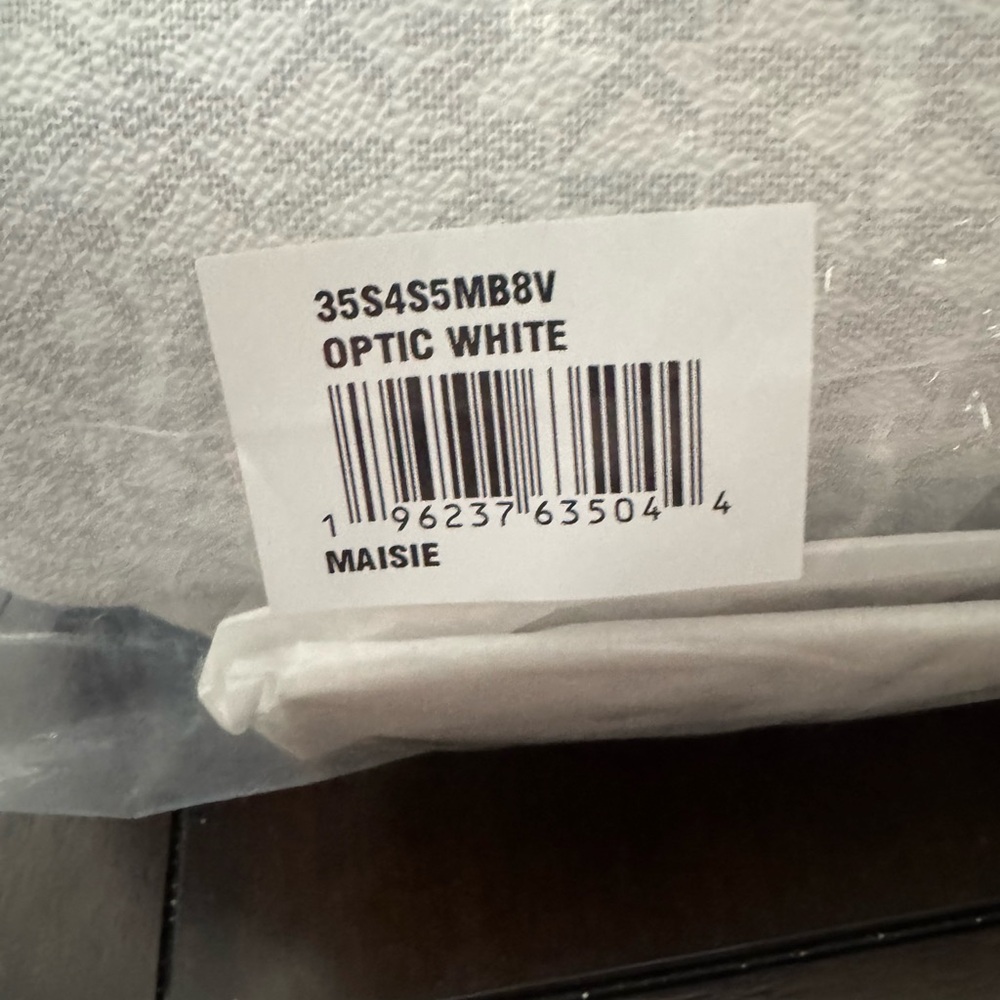 35S4S5MB8V
OPTIC WHITE
1 96237 63504 4
MAISIE